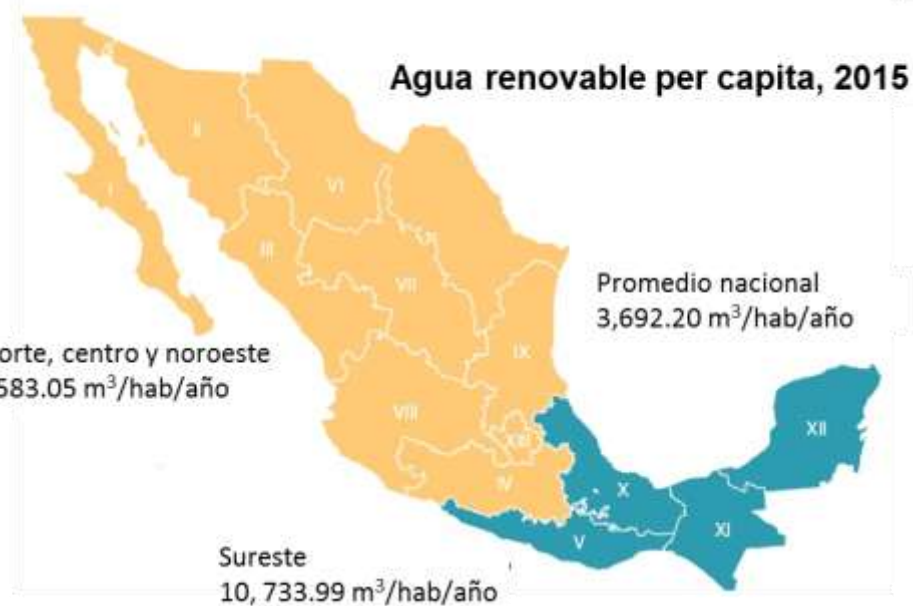 Agua renovable per capita, 2015
II
I
VI
III
VII
Promedio nacional
3,692.20 m³/hab/año
IX
orte, centro y noroeste
583.05 m³/hab/año
VIII
XIII
XII
IV
X
XI
V
Sureste
10, 733.99 m³/hab/año